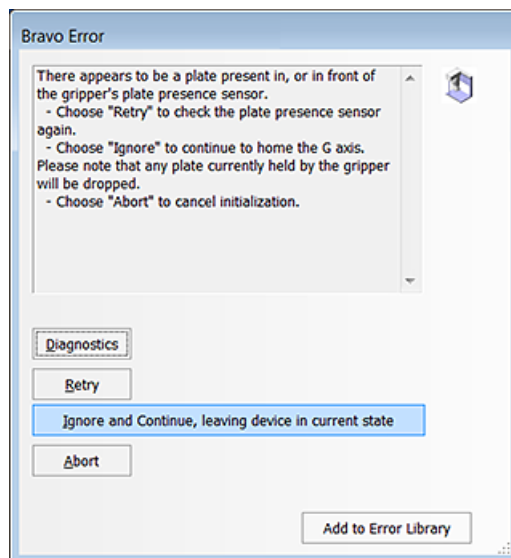 Bravo Error
There appears to be a plate present in, or in front of
the gripper's plate presence sensor.
- Choose "Retry" to check the plate presence sensor
again.
- Choose "Ignore" to continue to home the G axis.
Please note that any plate currently held by the gripper
will be dropped.
- Choose "Abort" to cancel initialization.
Diagnostics
Retry
Ignore and Continue, leaving device in current state
Abort
Add to Error Library